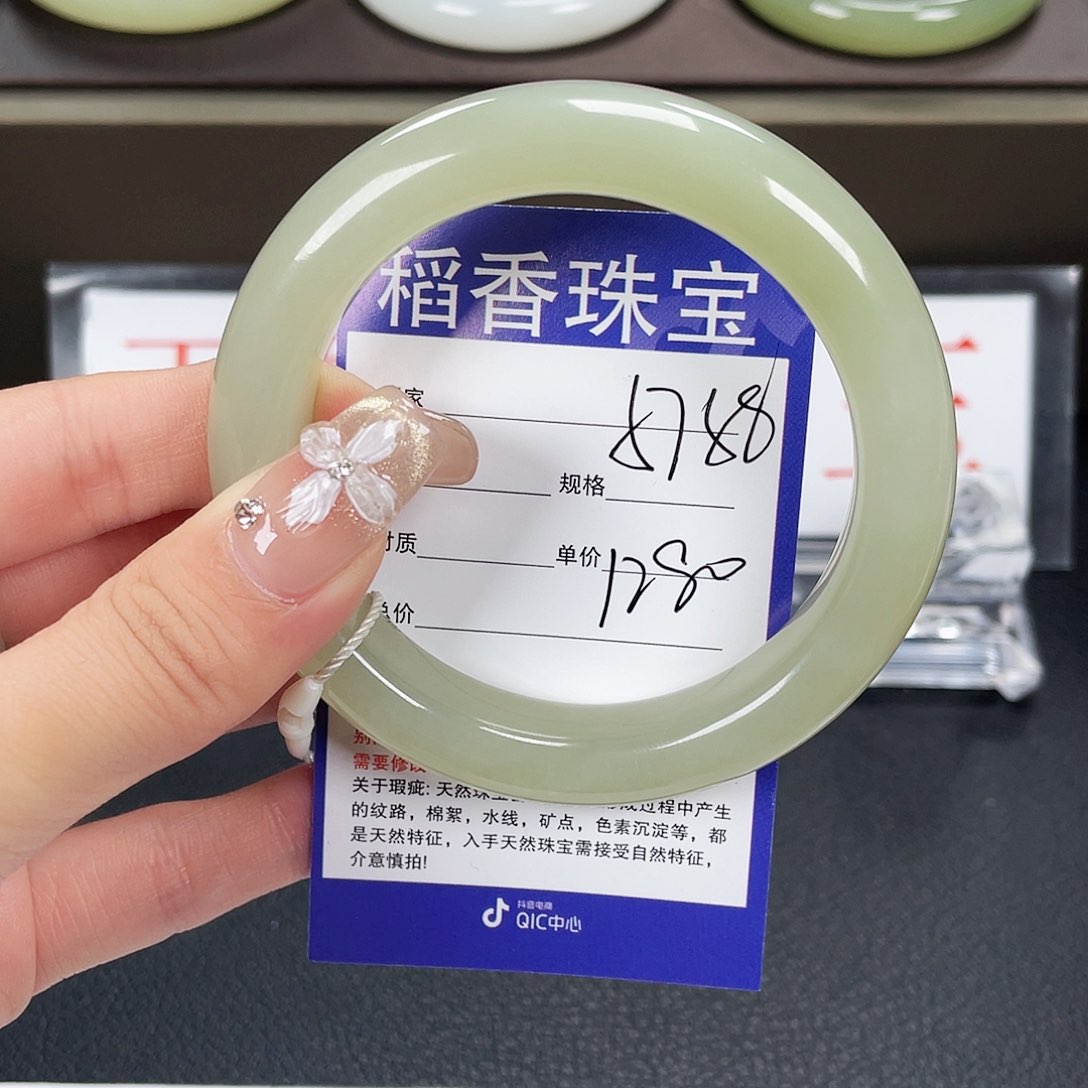 稻香珠宝
家
规格
质 单价 1280
价
需要修改
关于瑕疵: 天然珠宝 成过程中产生
的纹路，棉絮，水线，矿点，色素沉淀等，都
是天然特征，入手天然珠宝需接受自然特征，
介意慎拍!
抖音电商
QIC中心